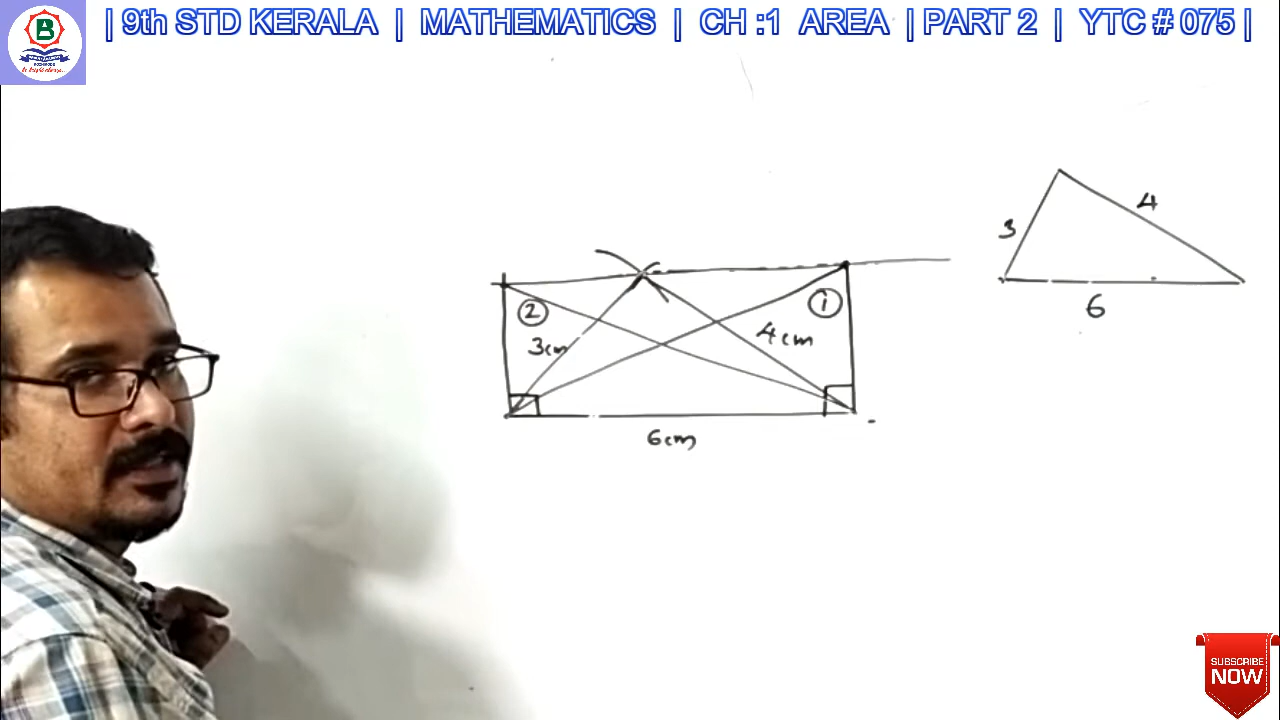 | 9th STD KERALA | MATHEMATICS | CH :1 AREA | PART 2 | YTC # 075 |
B
3
4
6
2
1
3cm
4cm
6cm
SUBSCRIBE
NOW